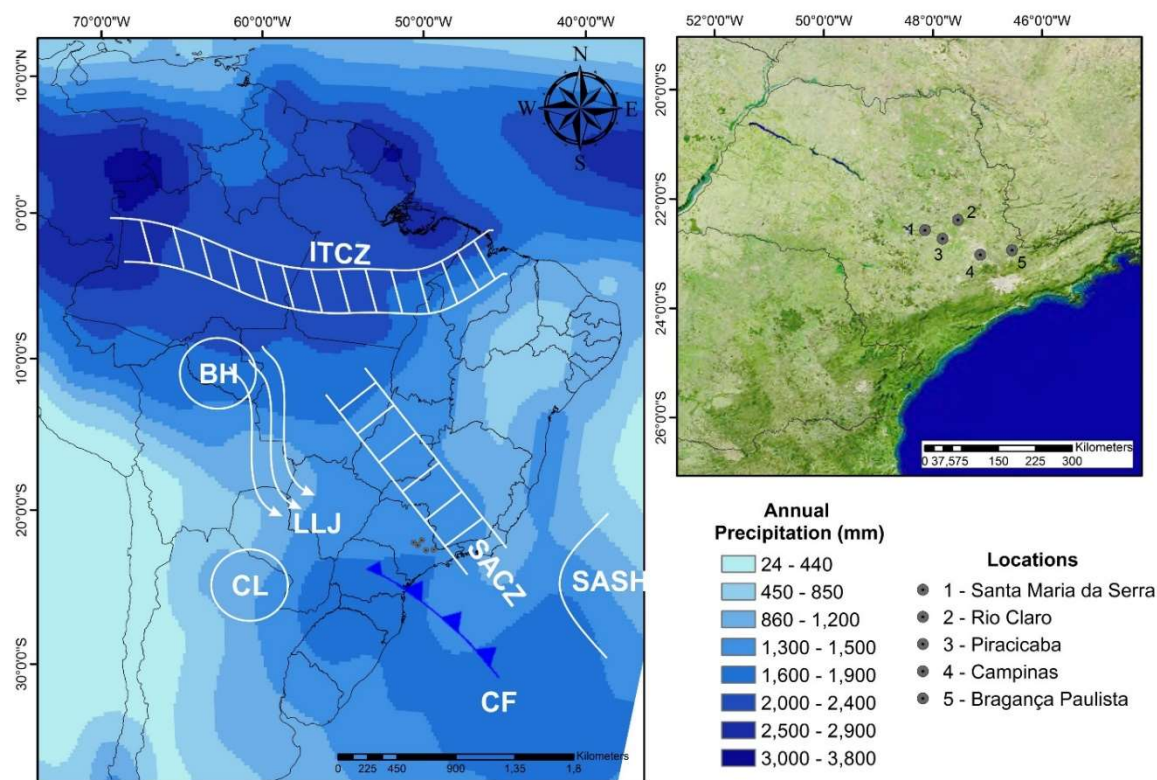 70°0'0"W 60°0'0"W 50°0'0"W 40°0'0"W
10°0'0"N
0°0'0"
10°0'0"S
20°0'0"S
30°0'0"S
N
W E
S
ITCZ
BH
LLJ
CL
SACZ
SASH
CF
Kilometers
0 225 450 900 1,35 1,8
52°0'0"W 50°0'0"W 48°0'0"W 46°0'0"W
20°0'0"S
22°0'0"S
24°0'0"S
26°0'0"S
1
2
3
4
5
Kilometers
0 37,575 150 225 300
Annual
Precipitation (mm)
24 - 440
450 - 850
860 - 1,200
1,300 - 1,500
1,600 - 1,900
2,000 - 2,400
2,500 - 2,900
3,000 - 3,800
Locations
1 - Santa Maria da Serra
2 - Rio Claro
3 - Piracicaba
4 - Campinas
5 - Bragança Paulista